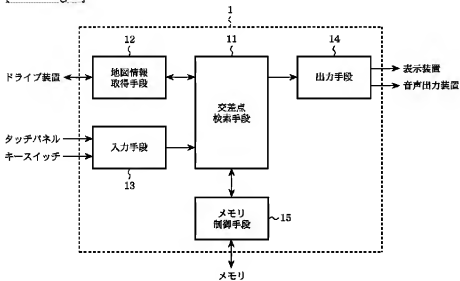 1
12
11
14
ドライブ装置
地図情報
取得手段
交差点
検索手段
出力手段
表示装置
音声出力装置
タッチパネル
キースイッチ
入力手段
13
メモリ
制御手段
15
メモリ